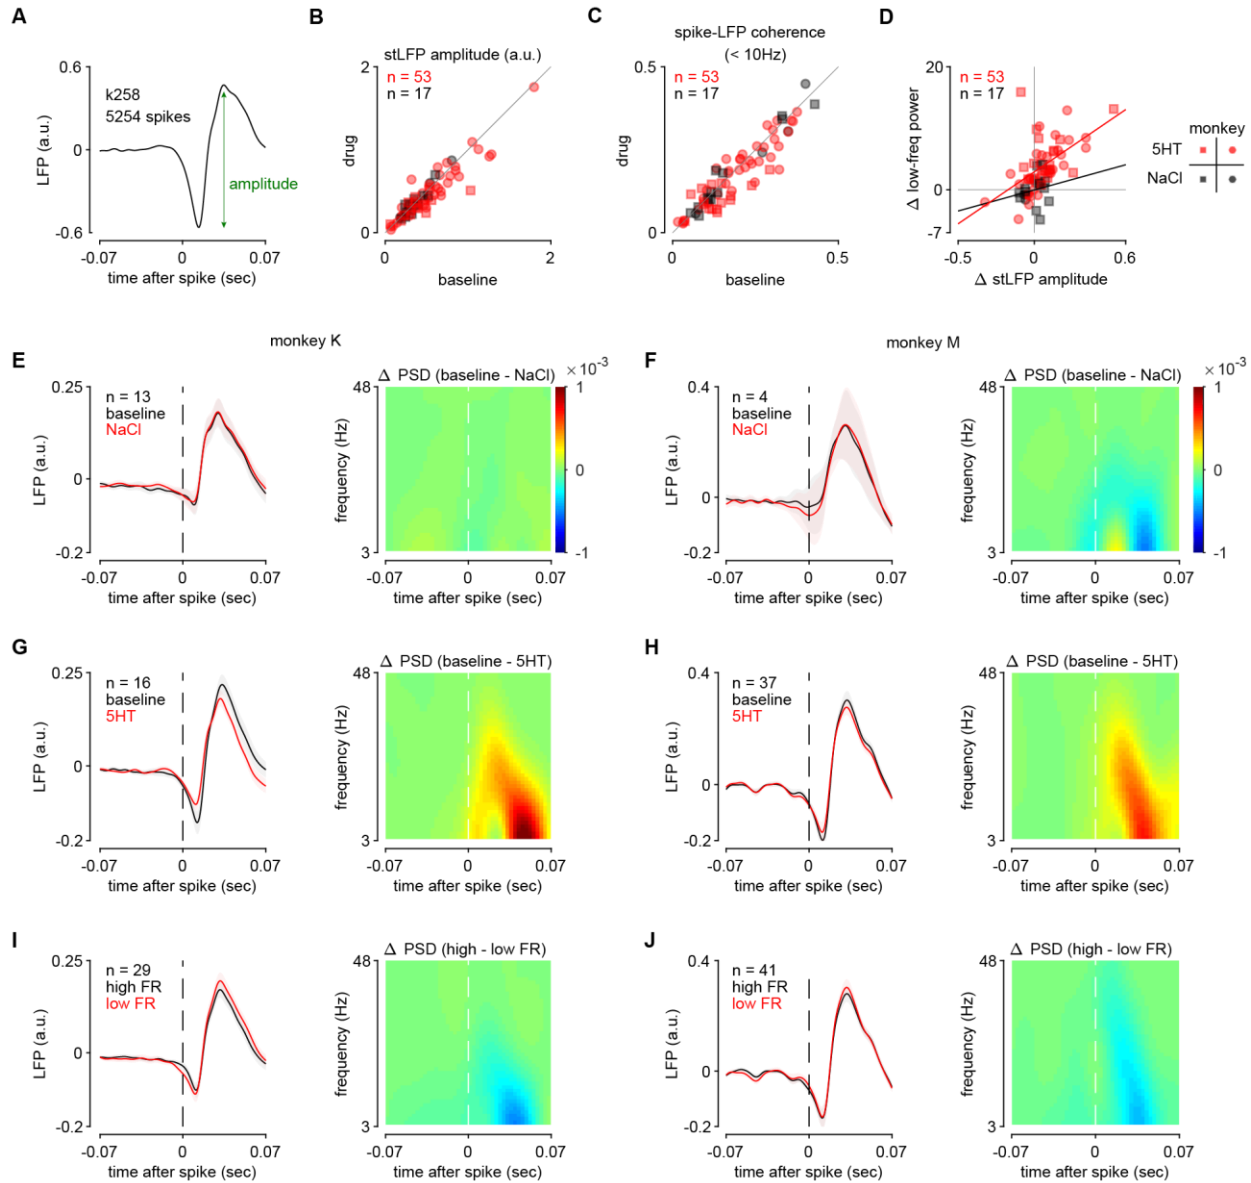 A
0.6
0
-0.6
LFP (a.u.)
k258
5254 spikes
amplitude
-0.07
0
0.07
time after spike (sec)
B
stLFP amplitude (a.u.)
2
n = 53
n = 17
drug
0
0
2
baseline
C
spike-LFP coherence
(< 10Hz)
0.5
n = 53
n = 17
drug
0
0
0.5
baseline
D
20
n = 53
n = 17
Δ low-freq power
0
-7
-0.5
0
0.6
Δ stLFP amplitude
monkey
5HT
NaCl
monkey K
monkey M
E
0.25
n = 13
baseline
NaCl
LFP (a.u.)
0
-0.2
-0.07
0
0.07
time after spike (sec)
Δ PSD (baseline - NaCl)
48
frequency (Hz)
3
-0.07
0
0.07
time after spike (sec)
× 10⁻³
1
0
-1
F
0.4
n = 4
baseline
NaCl
LFP (a.u.)
0
-0.2
-0.07
0
0.07
time after spike (sec)
Δ PSD (baseline - NaCl)
48
frequency (Hz)
3
-0.07
0
0.07
time after spike (sec)
× 10⁻³
1
0
-1
G
0.25
n = 16
baseline
5HT
LFP (a.u.)
0
-0.2
-0.07
0
0.07
time after spike (sec)
Δ PSD (baseline - 5HT)
48
frequency (Hz)
3
-0.07
0
0.07
time after spike (sec)
H
0.4
n = 37
baseline
5HT
LFP (a.u.)
0
-0.2
-0.07
0
0.07
time after spike (sec)
Δ PSD (baseline - 5HT)
48
frequency (Hz)
3
-0.07
0
0.07
time after spike (sec)
I
0.25
n = 29
high FR
low FR
LFP (a.u.)
0
-0.2
-0.07
0
0.07
time after spike (sec)
Δ PSD (high - low FR)
48
frequency (Hz)
3
-0.07
0
0.07
time after spike (sec)
J
0.4
n = 41
high FR
low FR
LFP (a.u.)
0
-0.2
-0.07
0
0.07
time after spike (sec)
Δ PSD (high - low FR)
48
frequency (Hz)
3
-0.07
0
0.07
time after spike (sec)